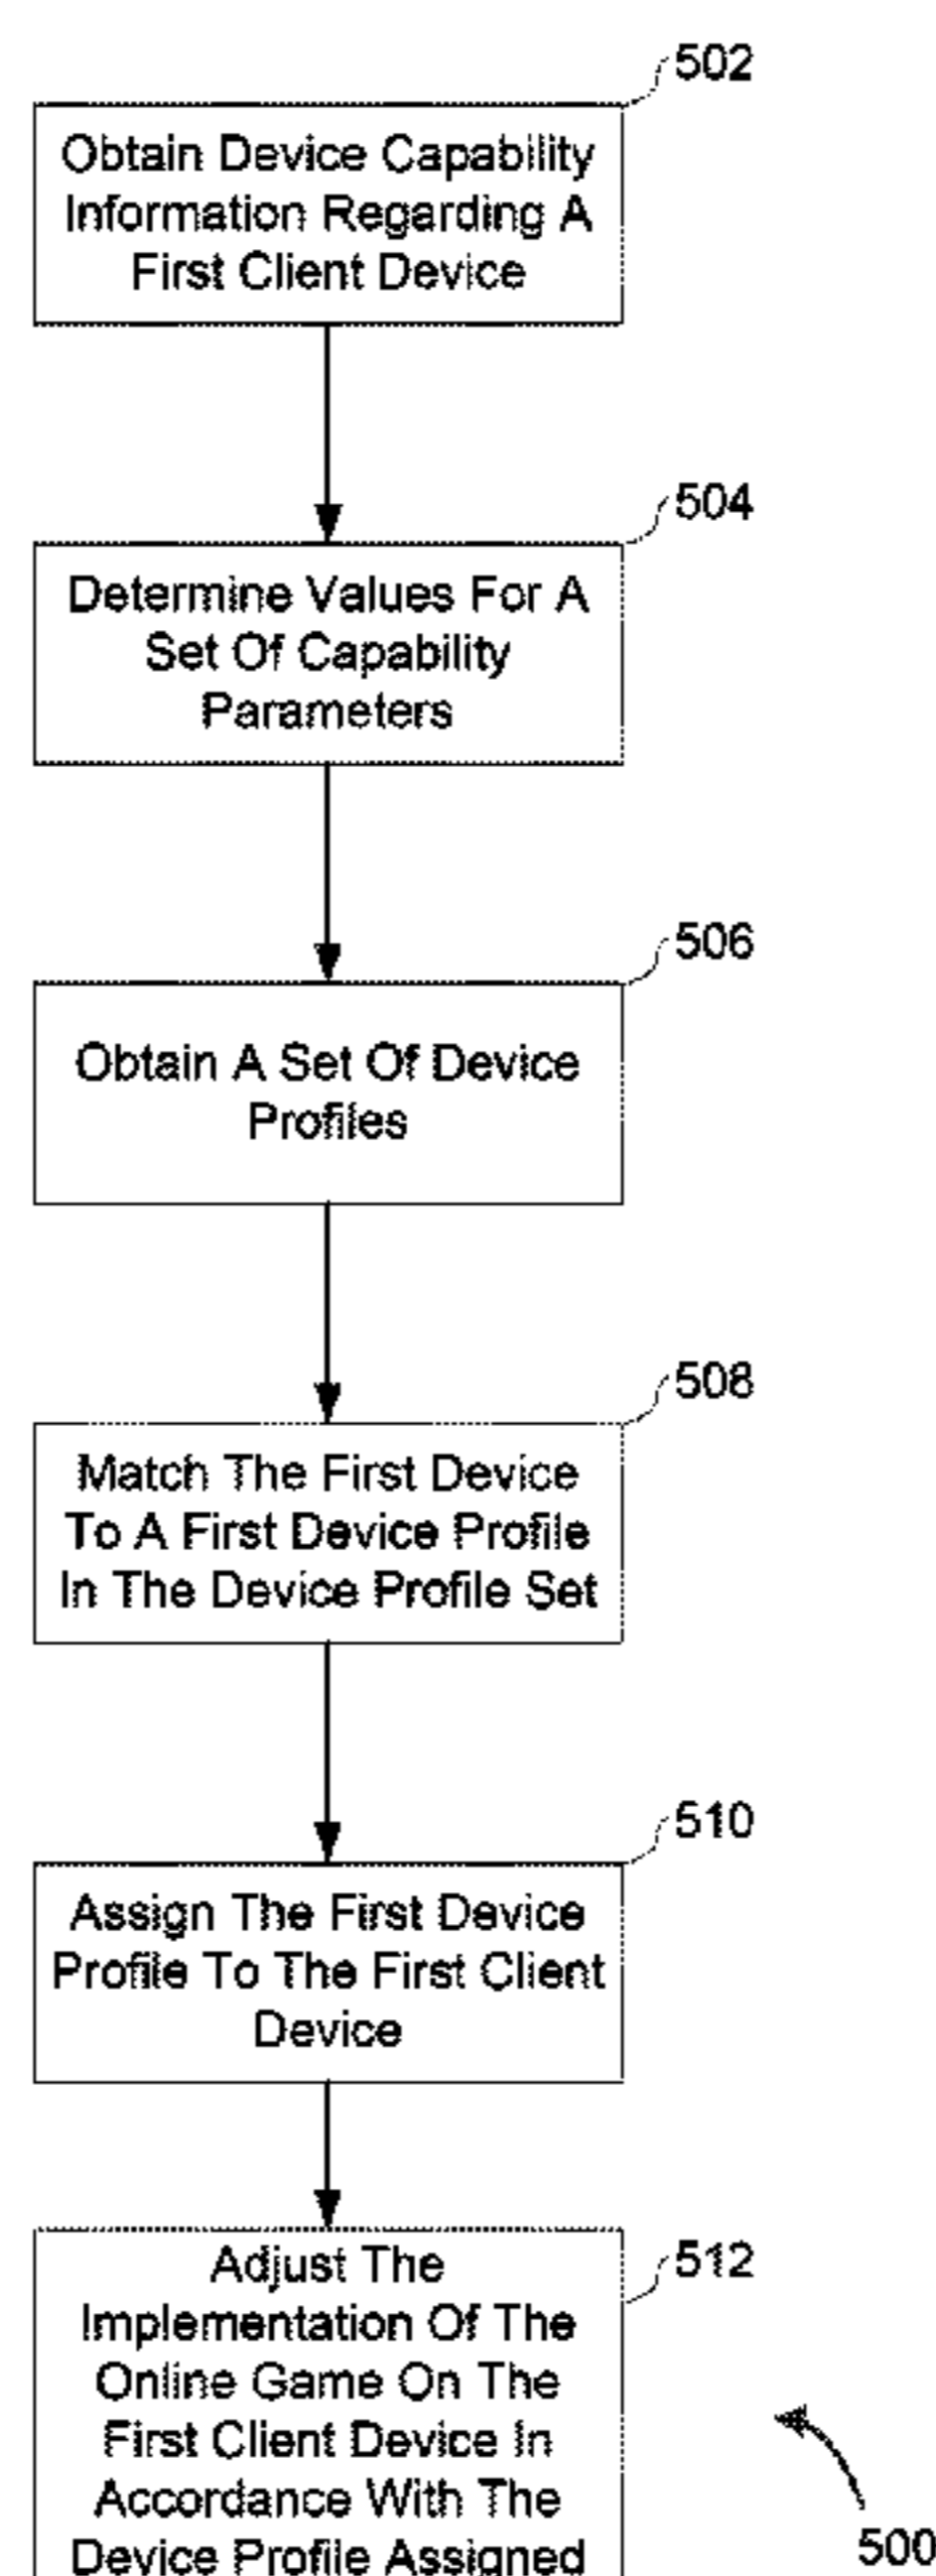 502
Obtain Device Capability
Information Regarding A
First Client Device
504
Determine Values For A
Set Of Capability
Parameters
506
Obtain A Set Of Device
Profiles
508
Match The First Device
To A First Device Profile
In The Device Profile Set
510
Assign The First Device
Profile To The First Client
Device
512
Adjust The
Implementation Of The
Online Game On The
First Client Device In
Accordance With The
Device Profile Assigned
500